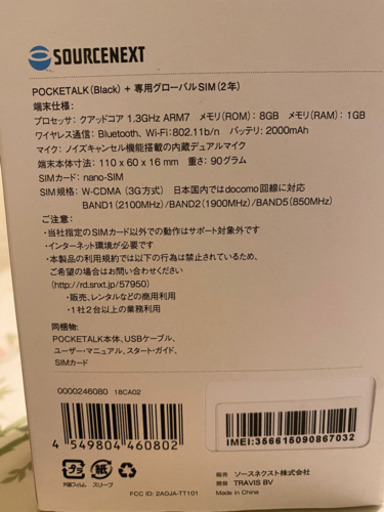 SOURCENEXT
POCKETALK(Black) + 専用グローバルSIM(2年)
端末仕様:
プロセッサ: クアッドコア 1.3GHz ARM7 メモリ(ROM): 8GB メモリ(RAM): 1GB
ワイヤレス通信: Bluetooth、Wi-Fi:802.11b/n バッテリ: 2000mAh
マイク: ノイズキャンセル機能搭載の内蔵デュアルマイク
端末本体寸法: 110 x 60 x 16 mm 重さ: 90グラム
SIMカード: nano-SIM
SIM規格: W-CDMA (3G方式) 日本国内ではdocomo回線に対応
BAND1(2100MHz)/BAND2(1900MHz)/BAND5(850MHz)
ご注意:
・当社指定のSIMカード以外での動作はサポート対象外です
・インターネット環境が必要です
・本製品の利用規約では以下の行為は禁止されているため、
ご希望の場合はお問い合わせください
(http://rd.snxt.jp/57950)
・販売、レンタルなどの商用利用
・1社2台以上の業務利用
同梱物:
POCKETALK本体、USBケーブル、
ユーザー・マニュアル、スタート・ガイド、
SIMカード
0000246080 18CA02
4 549804 460802
IMEI:356615090867032
プラ 紙
外装フィルム スリーブ
FCC ID: 2A0JA-TT101
販売 ソースネクスト株式会社
開発 TRAVIS BV
Made in China